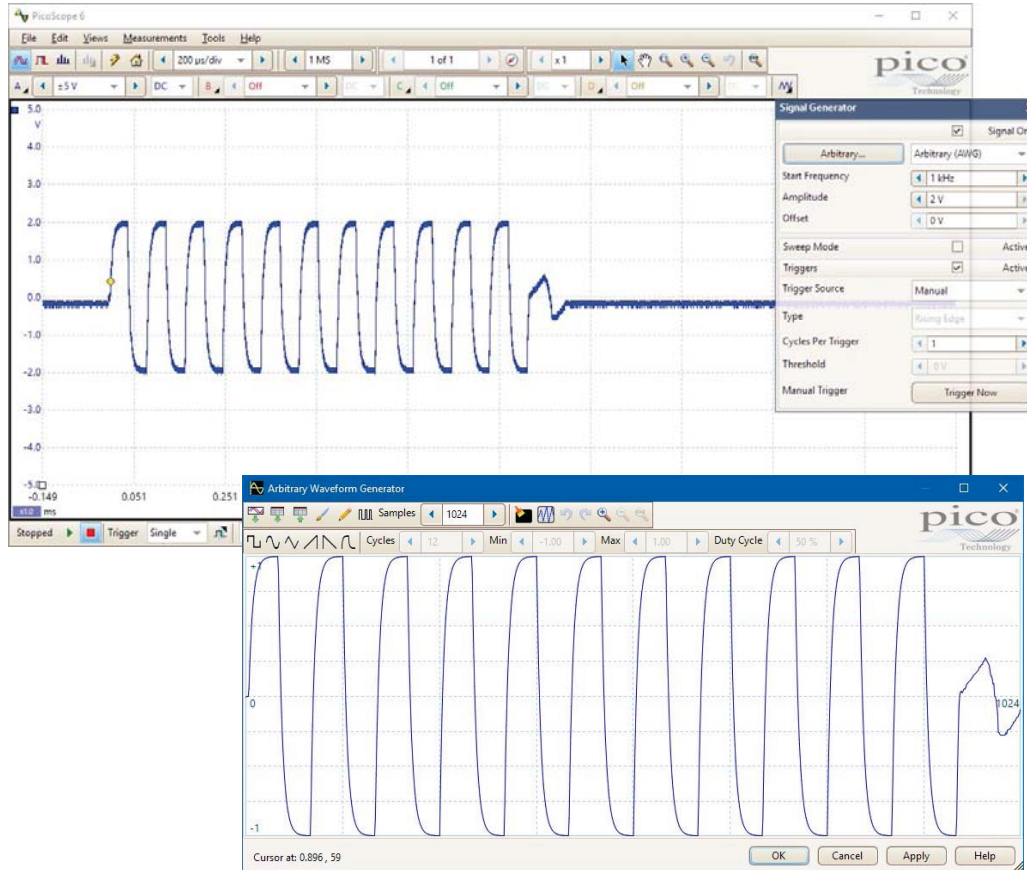 PicoScope 6
File Edit Views Measurements Tools Help
200 µs/div 1 MS 1 of 1 x 1
pico
Technology
A ±5 V DC B Off DC C Off DC D Off
5.0
V
4.0
3.0
2.0
1.0
0.0
-1.0
-2.0
-3.0
-4.0
-5.0
-0.149 0.051 0.251
x1.0 ms
Stopped Trigger Single
Signal Generator
Signal On
Arbitrary... Arbitrary (AWG)
Start Frequency 1 kHz
Amplitude 2 V
Offset 0 V
Sweep Mode Active
Triggers Active
Trigger Source Manual
Type Rising Edge
Cycles Per Trigger 1
Threshold 0 V
Manual Trigger Trigger Now
Arbitrary Waveform Generator
Samples 1024
pico
Technology
Cycles 12 Min -1.00 Max 1.00 Duty Cycle 50 %
+1
0 1024
-1
Cursor at: 0.896 , 59
OK Cancel Apply Help